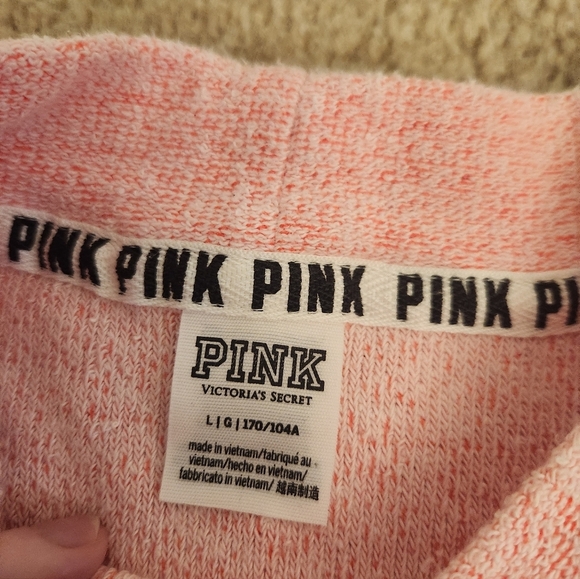 PINK PINK PINK PINK PI
PINK
VICTORIA'S SECRET
L | G | 170/104A
made in vietnam/fabriqué au
vietnam/hecho en vietnam/
fabbricato in vietnam/ 越南制造